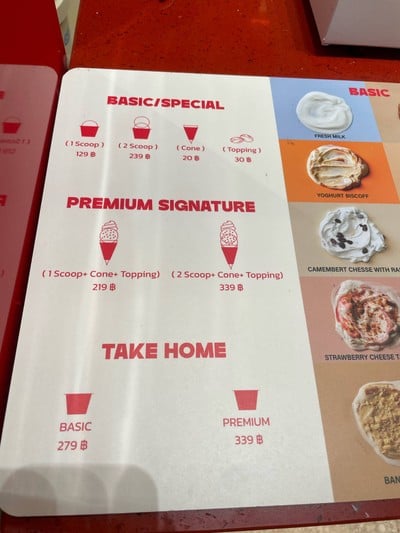 BASIC/SPECIAL
( 1 Scoop ) ( 2 Scoop ) ( Cone ) ( Topping )
129 ฿ 239 ฿ 20 ฿ 30 ฿
PREMIUM SIGNATURE
( 1 Scoop+ Cone+ Topping) ( 2 Scoop+ Cone+ Topping)
219 ฿ 339 ฿
TAKE HOME
BASIC PREMIUM
279 ฿ 339 ฿
BASIC
FRESH MILK
YOGHURT BISCOFF
CAMEMBERT CHESSE WITH
STRAWBERRY CHEESE